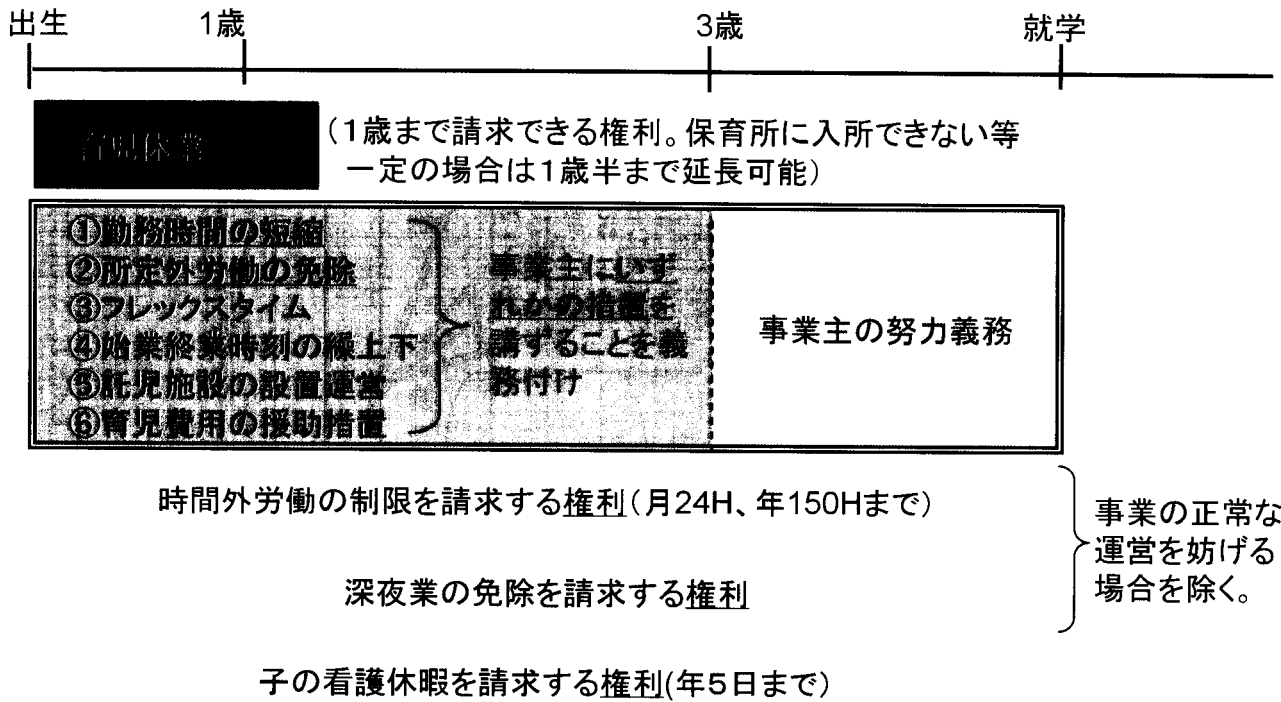 出生 1歳 3歳 就学
育児休業
(1歳まで請求できる権利。保育所に入所できない等
一定の場合は1歳半まで延長可能)
①勤務時間の短縮
②所定外労働の免除
③フレックスタイム
④始業終業時刻の繰上下
⑤託児施設の設置運営
⑥育児費用の援助措置
事業主にいず
れかの措置を
講ずることを義
務付け
事業主の努力義務
時間外労働の制限を請求する権利(月24H、年150Hまで)
深夜業の免除を請求する権利
事業の正常な
運営を妨げる
場合を除く。
子の看護休暇を請求する権利(年5日まで)